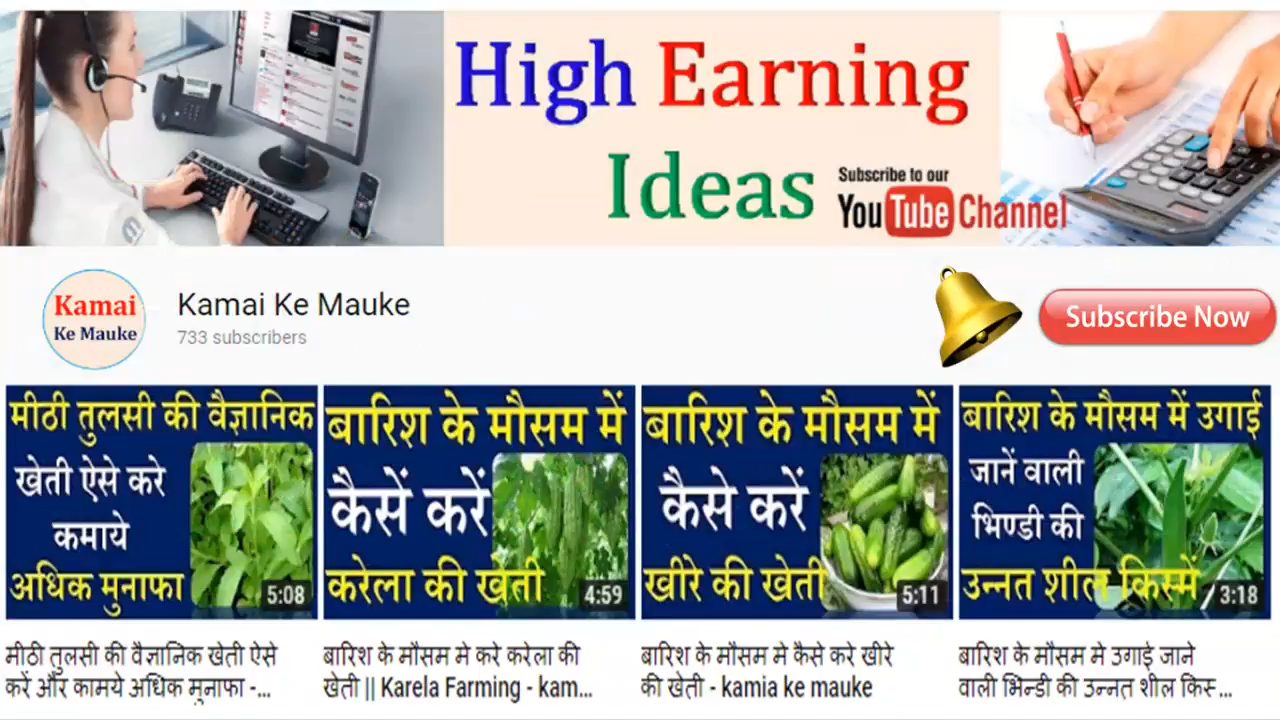 High Earning
Ideas
Subscribe to our
YouTube Channel
Kamai
Ke Mauke
Kamai Ke Mauke
733 subscribers
Subscribe Now
मीठी तुलसी की वैज्ञानिक
खेती ऐसे करे
कमाये
अधिक मुनाफा
5:08
बारिश के मौसम में
कैसें करें
करेला की खेती
4:59
बारिश के मौसम में
कैसे करें
खीरे की खेती
5:11
बारिश के मौसम में उगाई
जानें वाली
भिण्डी की
उन्नत शील किस्में
3:18
मीठी तुलसी की वैज्ञानिक खेती ऐसे
करें और कामये अधिक मुनाफा -...
बारिश के मौसम मे करे करेला की
खेती || Karela Farming - kam...
बारिश के मौसम मे कैसे करे खीरे
की खेती - kamia ke mauke
बारिश के मौसम मे उगाई जाने
वाली भिन्डी की उन्नत शील किस्...